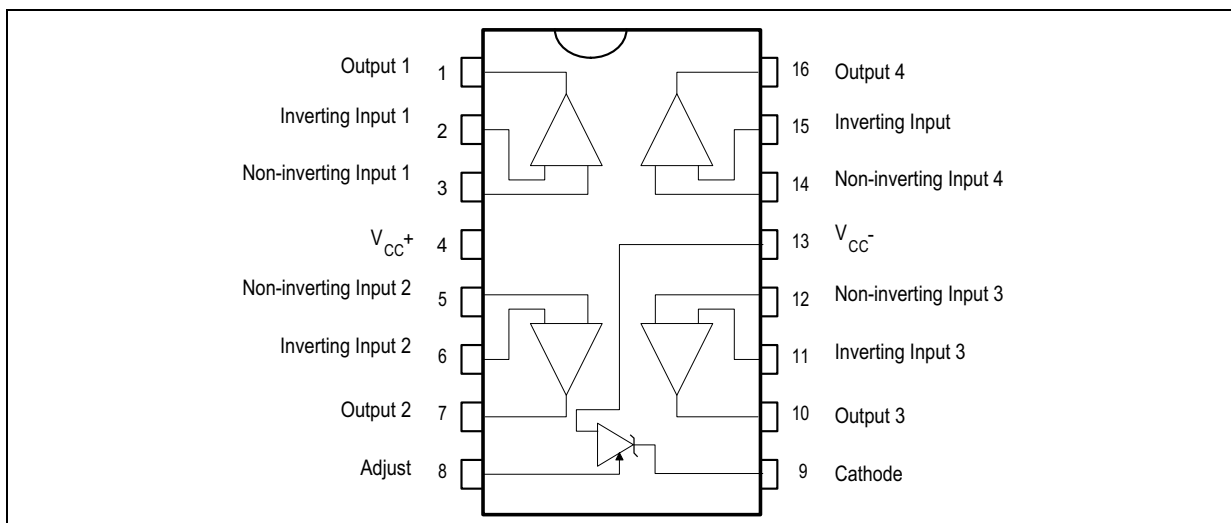 Output 1 1
16 Output 4
Inverting Input 1 2
15 Inverting Input
Non-inverting Input 1 3
14 Non-inverting Input 4
VCC+ 4
13 VCC-
Non-inverting Input 2 5
12 Non-inverting Input 3
Inverting Input 2 6
11 Inverting Input 3
Output 2 7
10 Output 3
Adjust 8
9 Cathode